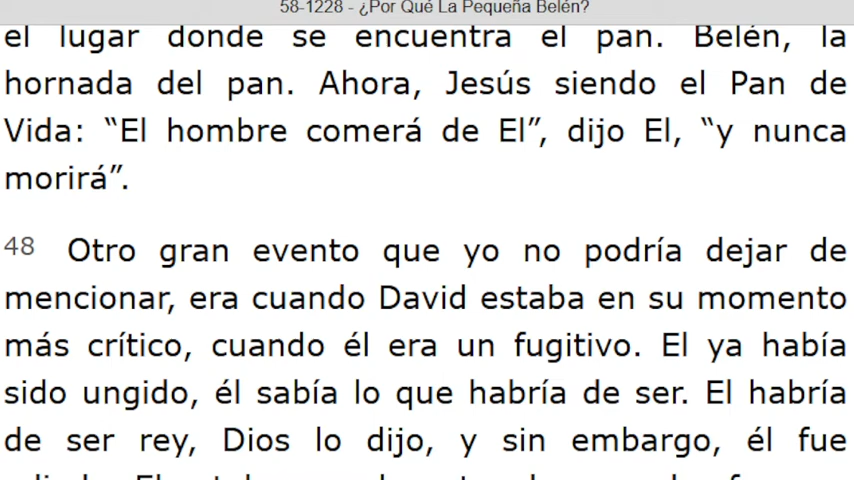 58-1228 - ¿Por Qué La Pequeña Belén?
el lugar donde se encuentra el pan. Belén, la
hornada del pan. Ahora, Jesús siendo el Pan de
Vida: “El hombre comerá de El”, dijo El, “y nunca
morirá”.
48 Otro gran evento que yo no podría dejar de
mencionar, era cuando David estaba en su momento
más crítico, cuando él era un fugitivo. El ya había
sido ungido, él sabía lo que habría de ser. El habría
de ser rey, Dios lo dijo, y sin embargo, él fue